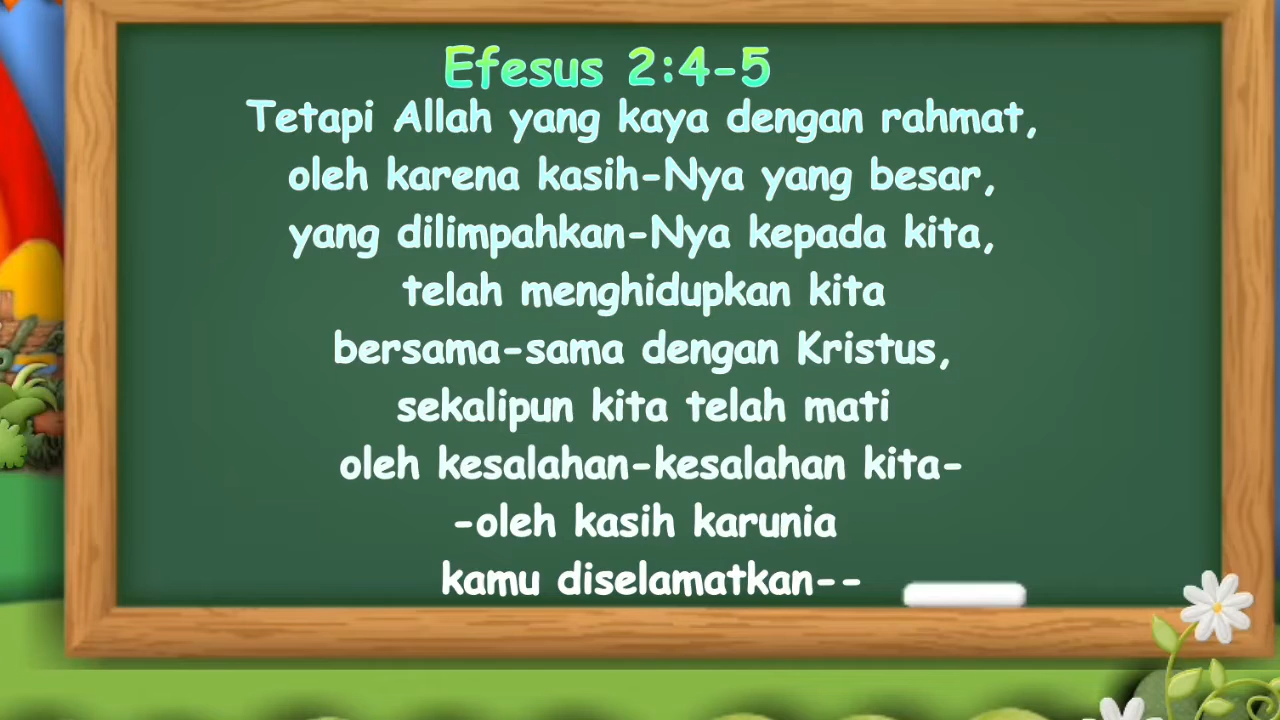 Efesus 2:4-5
Tetapi Allah yang kaya dengan rahmat,
oleh karena kasih-Nya yang besar,
yang dilimpahkan-Nya kepada kita,
telah menghidupkan kita
bersama-sama dengan Kristus,
sekalipun kita telah mati
oleh kesalahan-kesalahan kita-
-oleh kasih karunia
kamu diselamatkan--